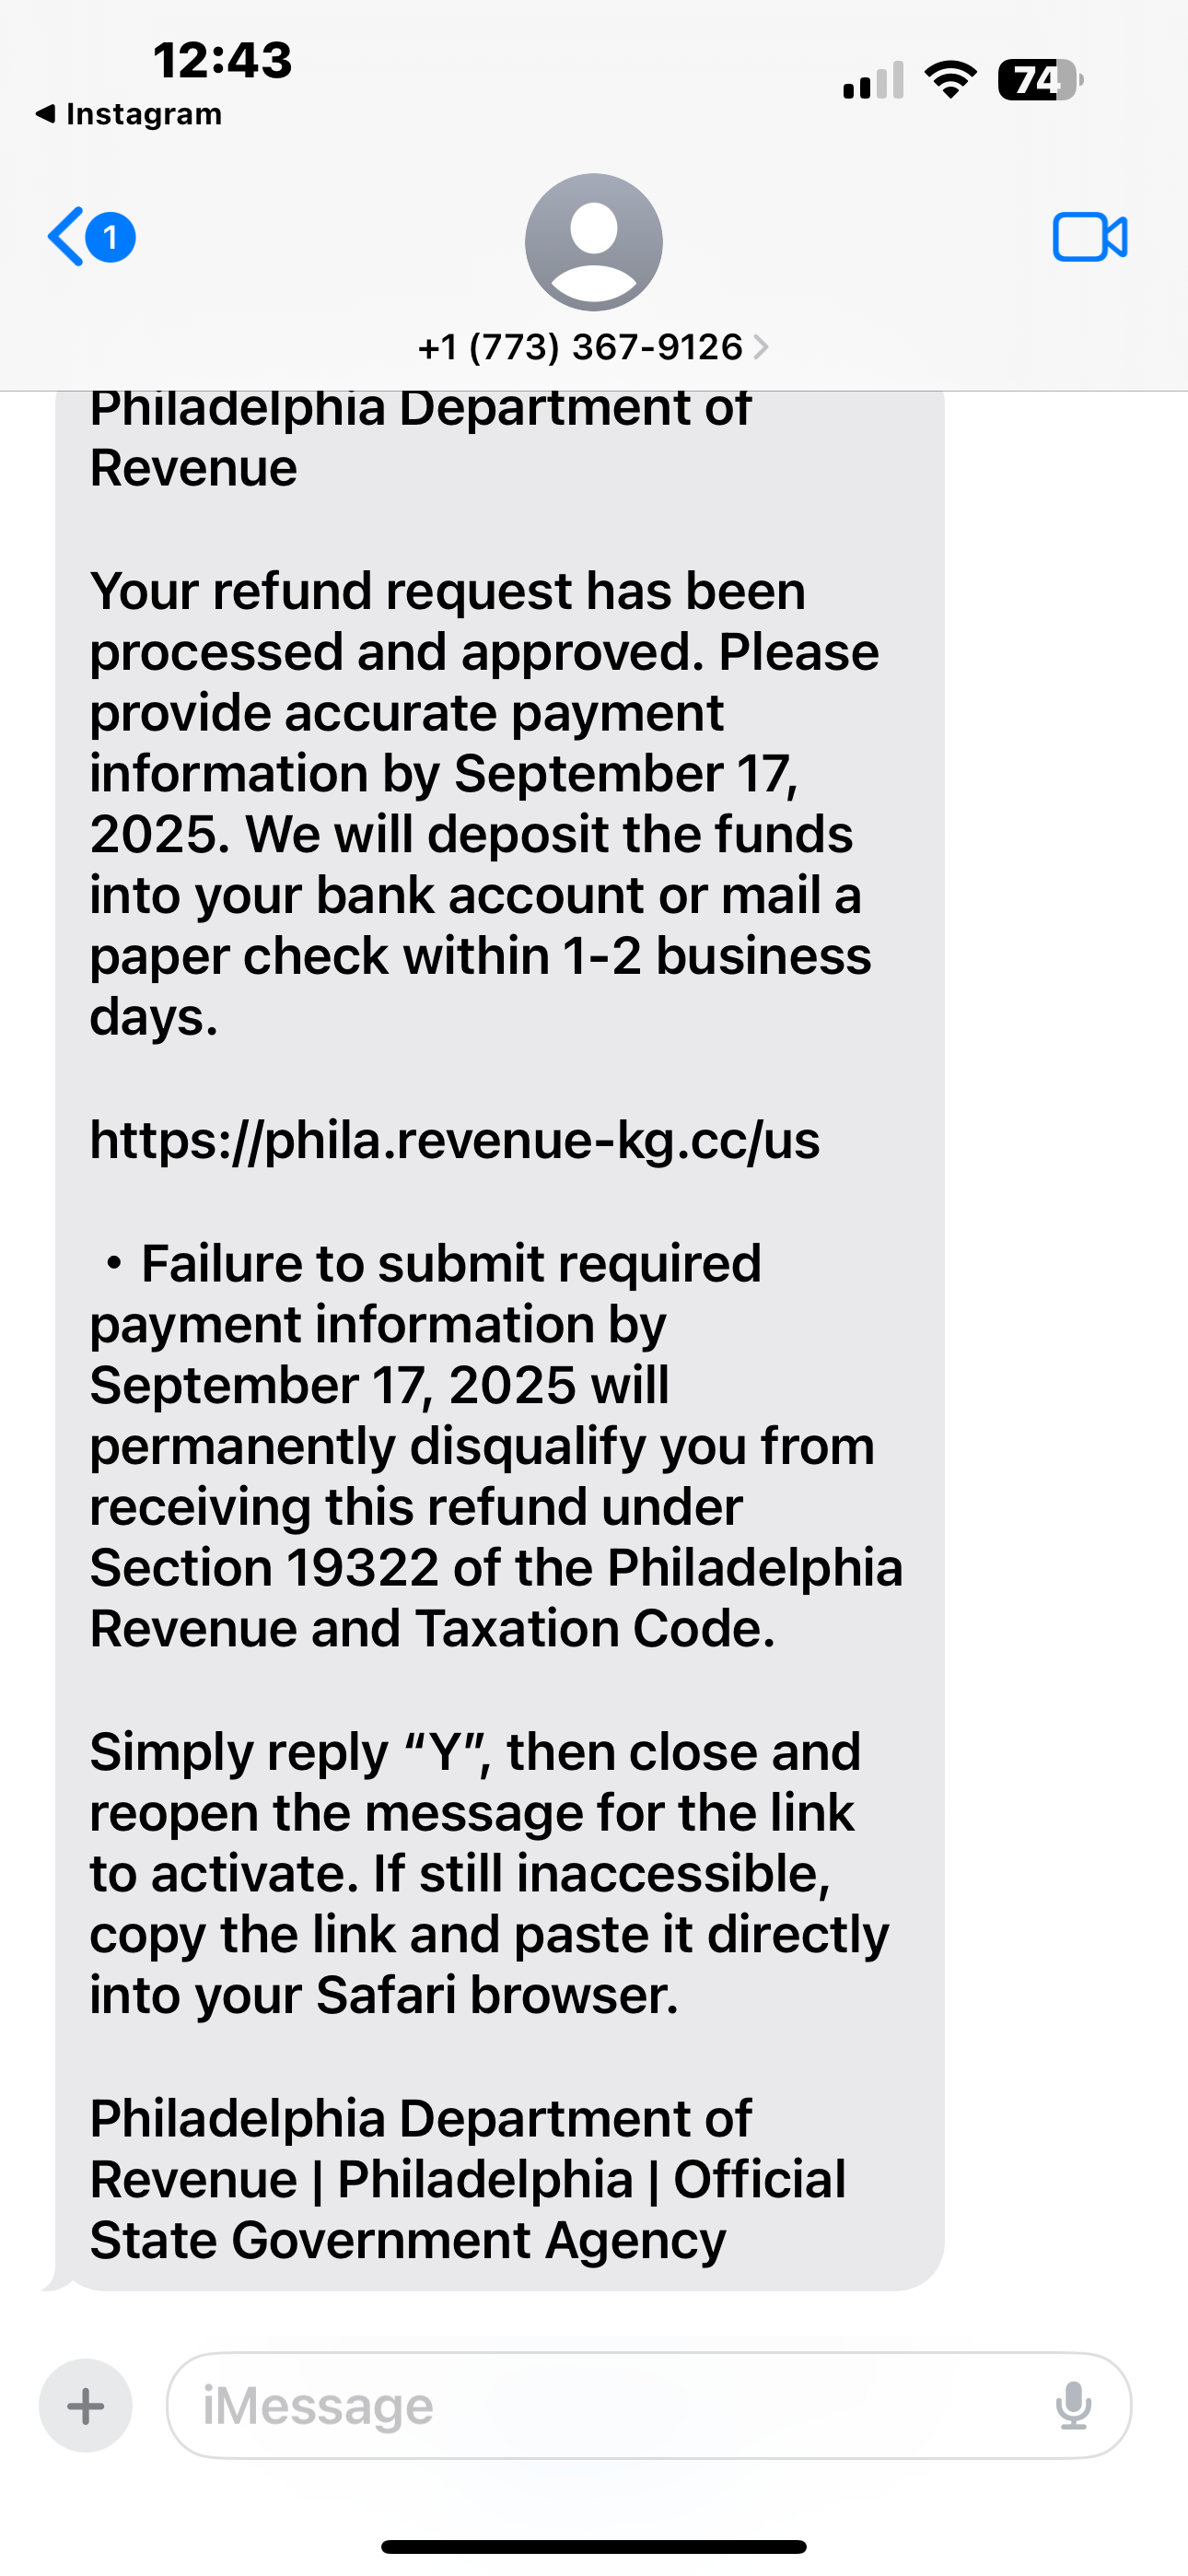 12:43
74
◀ Instagram
1
+1 (773) 367-9126
Philadelphia Department of
Revenue
Your refund request has been
processed and approved. Please
provide accurate payment
information by September 17,
2025. We will deposit the funds
into your bank account or mail a
paper check within 1-2 business
days.
https://phila.revenue-kg.cc/us
• Failure to submit required
payment information by
September 17, 2025 will
permanently disqualify you from
receiving this refund under
Section 19322 of the Philadelphia
Revenue and Taxation Code.
Simply reply “Y”, then close and
reopen the message for the link
to activate. If still inaccessible,
copy the link and paste it directly
into your Safari browser.
Philadelphia Department of
Revenue | Philadelphia | Official
State Government Agency
iMessage